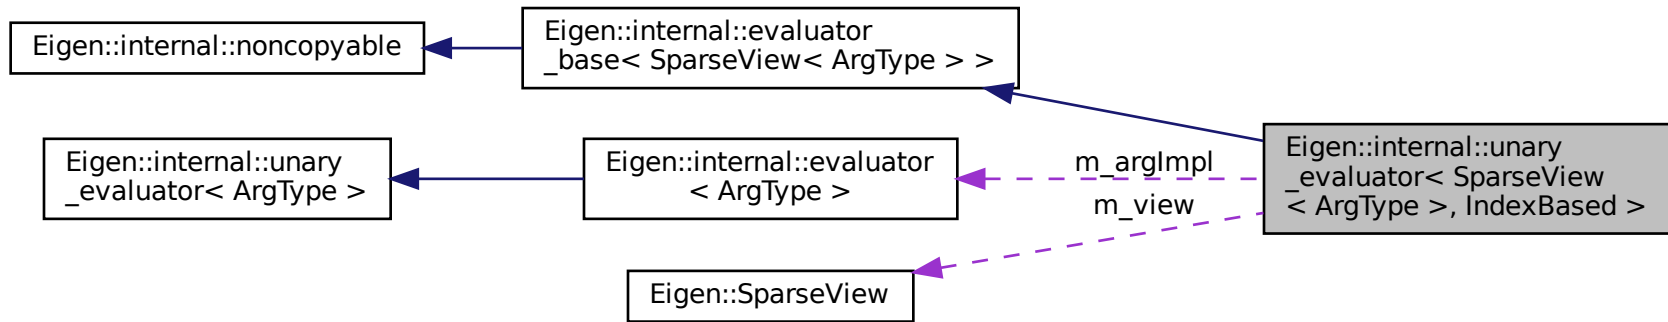 Eigen::internal::noncopyable
Eigen::internal::evaluator
_base< SparseView< ArgType > >
Eigen::internal::unary
_evaluator< ArgType >
Eigen::internal::evaluator
< ArgType >
Eigen::SparseView
m_argImpl
m_view
Eigen::internal::unary
_evaluator< SparseView
< ArgType >, IndexBased >